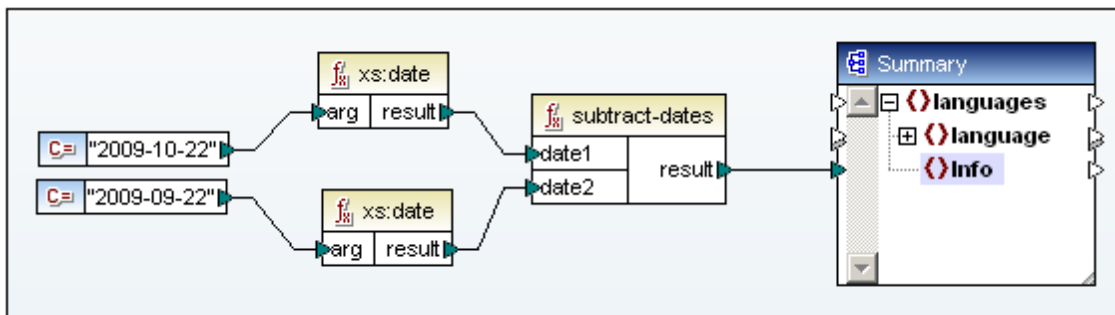 xs:date
arg result
C= "2009-10-22"
C= "2009-09-22"
xs:date
arg result
subtract-dates
date1
date2
result
Summary
languages
language
Info